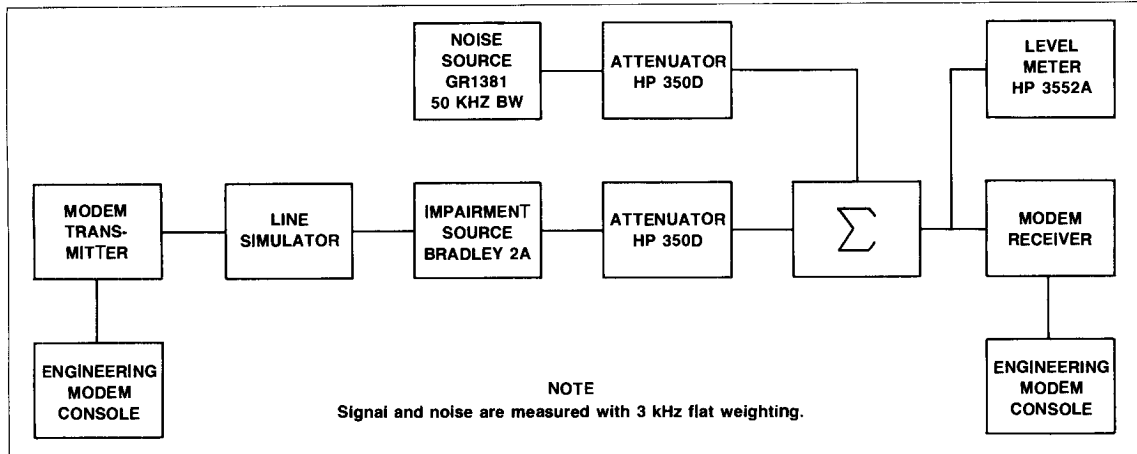 NOISE
SOURCE
GR1381
50 KHZ BW
ATTENUATOR
HP 350D
LEVEL
METER
HP 3552A
MODEM
TRANS-
MITTER
LINE
SIMULATOR
IMPAIRMENT
SOURCE
BRADLEY 2A
ATTENUATOR
HP 350D
Σ
MODEM
RECEIVER
ENGINEERING
MODEM
CONSOLE
NOTE
Signal and noise are measured with 3 kHz flat weighting.
ENGINEERING
MODEM
CONSOLE